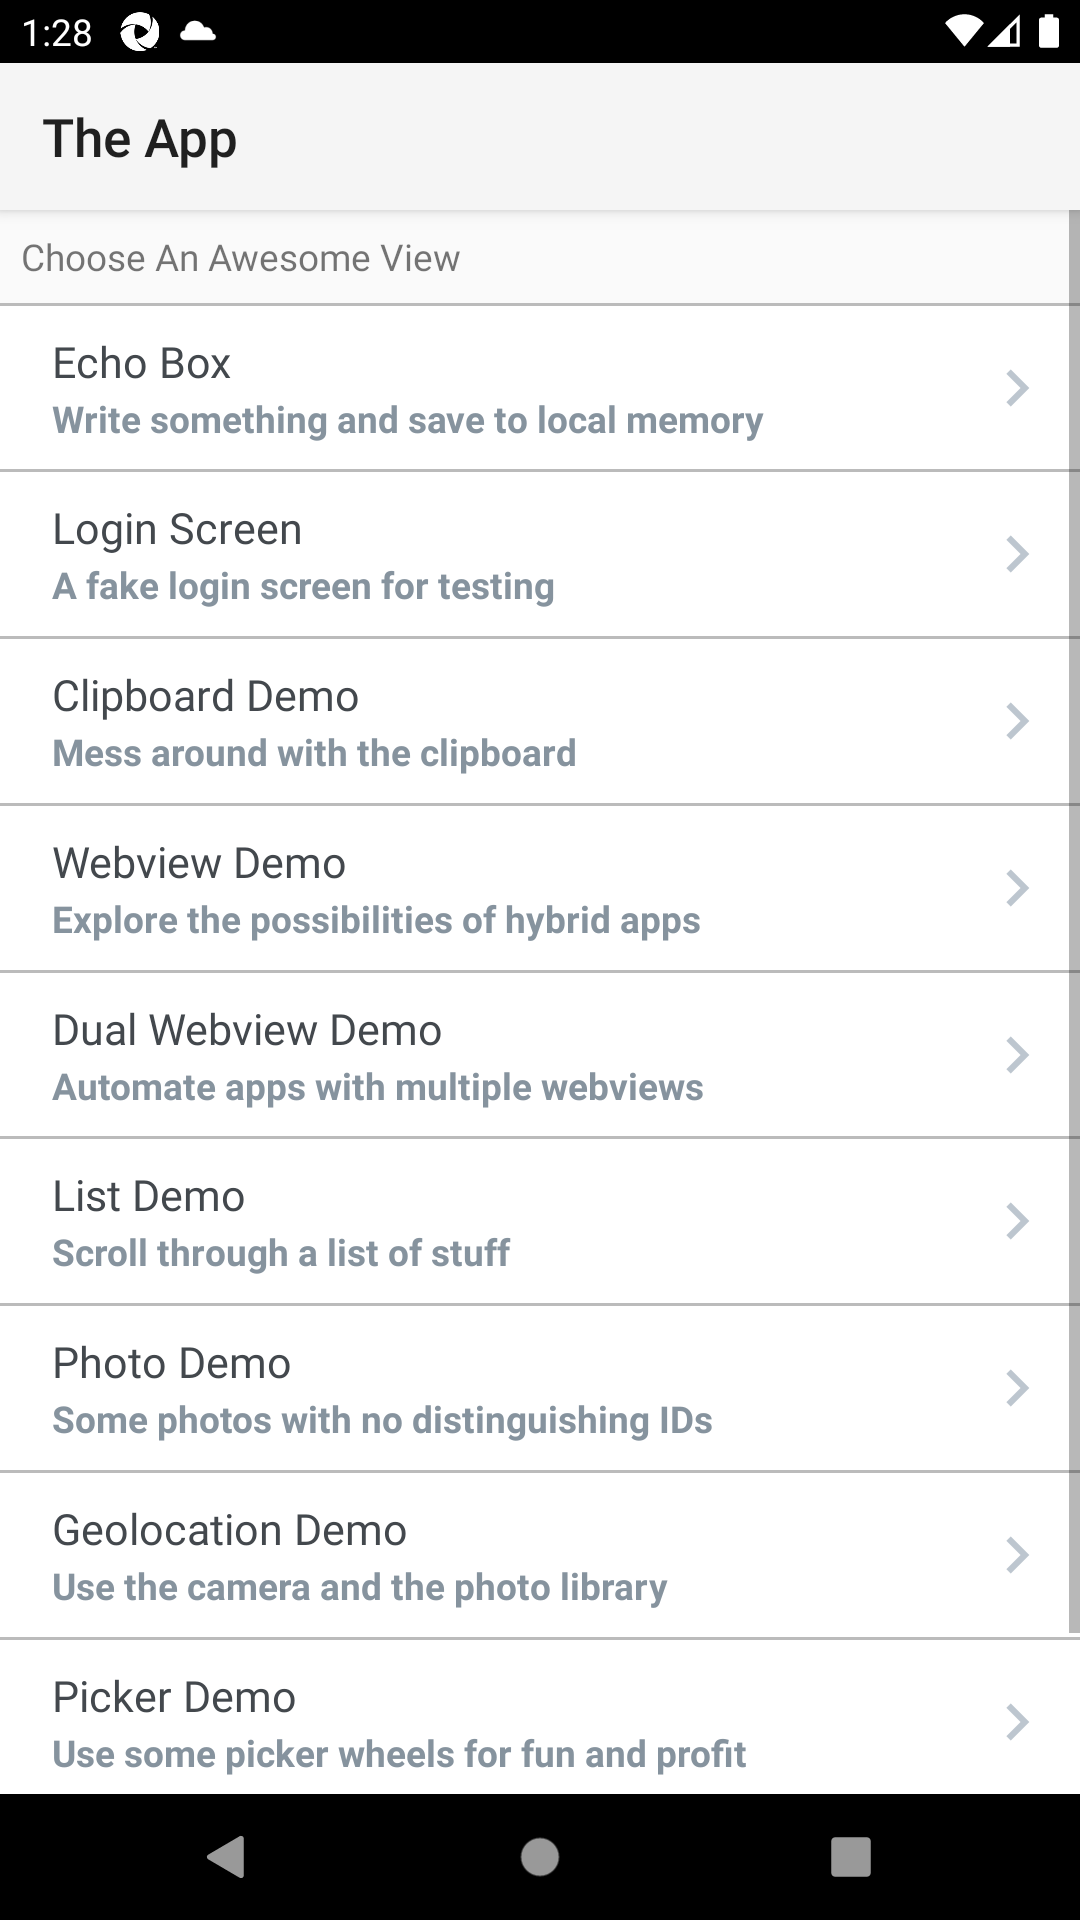 1:28
The App
Choose An Awesome View
Echo Box
Write something and save to local memory
Login Screen
A fake login screen for testing
Clipboard Demo
Mess around with the clipboard
Webview Demo
Explore the possibilities of hybrid apps
Dual Webview Demo
Automate apps with multiple webviews
List Demo
Scroll through a list of stuff
Photo Demo
Some photos with no distinguishing IDs
Geolocation Demo
Use the camera and the photo library
Picker Demo
Use some picker wheels for fun and profit